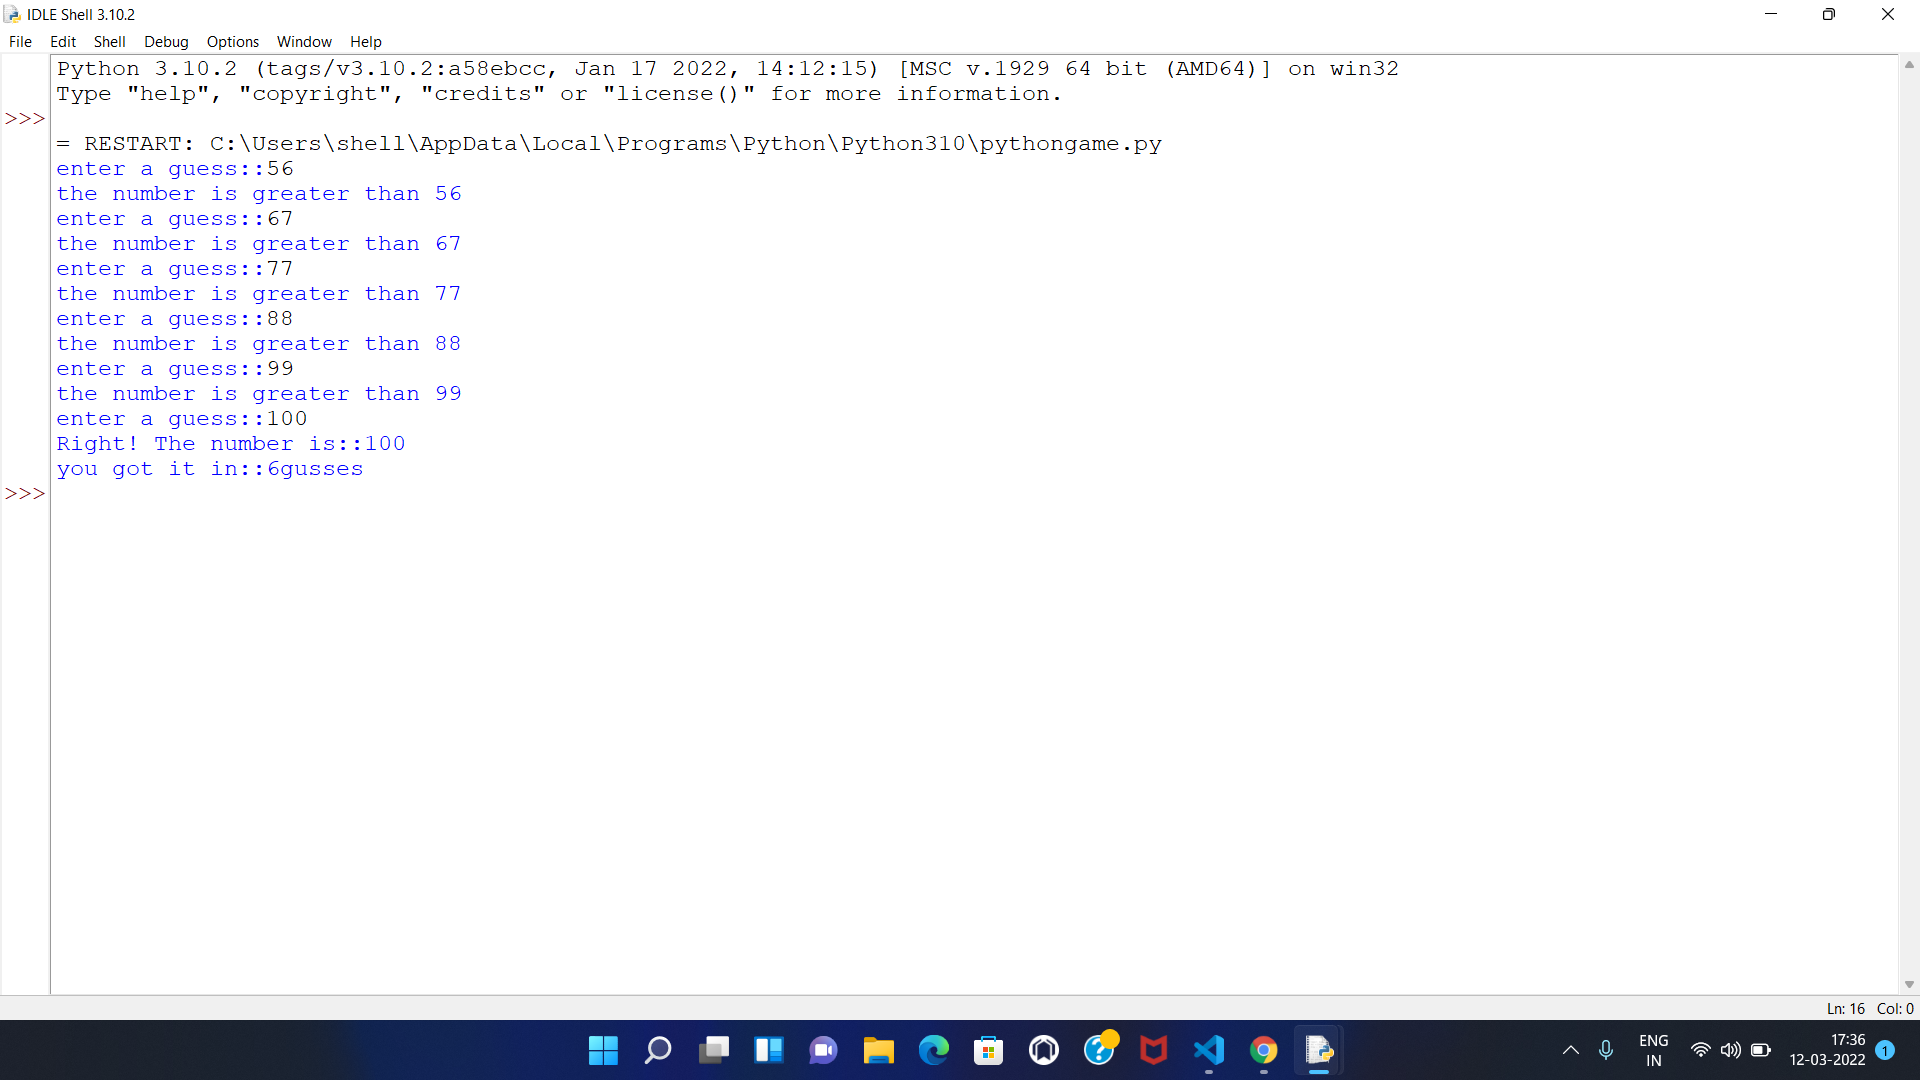 IDLE Shell 3.10.2
File Edit Shell Debug Options Window Help
Python 3.10.2 (tags/v3.10.2:a58ebcc, Jan 17 2022, 14:12:15) [MSC v.1929 64 bit (AMD64)] on win32
Type "help", "copyright", "credits" or "license()" for more information.
>>>
= RESTART: C:\Users\shell\AppData\Local\Programs\Python\Python310\pythongame.py
enter a guess::56
the number is greater than 56
enter a guess::67
the number is greater than 67
enter a guess::77
the number is greater than 77
enter a guess::88
the number is greater than 88
enter a guess::99
the number is greater than 99
enter a guess::100
Right! The number is::100
you got it in::6gusses
>>>
Ln: 16 Col: 0
ENG 17:36
IN 12-03-2022 1